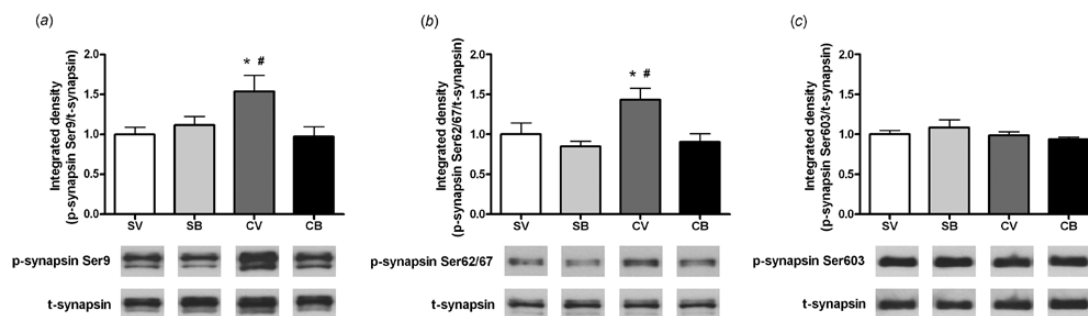 (a)
Integrated density
(p-synapsin Ser9/t-synapsin)
2.0
1.5
1.0
0.5
0.0
* #
SV SB CV CB
p-synapsin Ser9
t-synapsin
(b)
Integrated density
(p-synapsin Ser62/67/t-synapsin)
2.0
1.5
1.0
0.5
0.0
* #
SV SB CV CB
p-synapsin Ser62/67
t-synapsin
(c)
Integrated density
(p-synapsin Ser603/t-synapsin)
2.0
1.5
1.0
0.5
0.0
SV SB CV CB
p-synapsin Ser603
t-synapsin